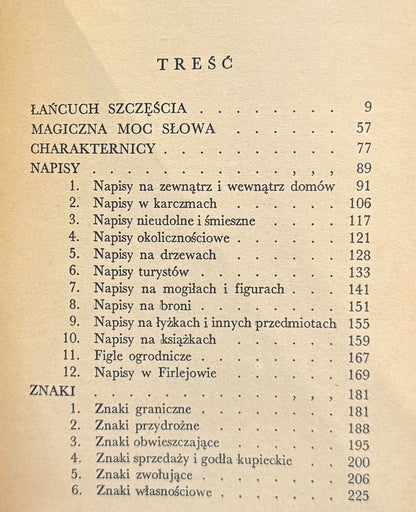 TREŚĆ
ŁAŃCUCH SZCZĘŚCIA . . . . . . . 9
MAGICZNA MOC SŁOWA . . . . . . 57
CHARAKTERNICY . . . . . . . . . 77
NAPISY . . . . . . . . . . . , , , 89
1. Napisy na zewnątrz i wewnątrz domów 91
2. Napisy w karczmach . . . . . . 106
3. Napisy nieudolne i śmieszne . . . . 117
4. Napisy okolicznościowe . . . . . 121
5. Napisy na drzewach . . . . . . 128
6. Napisy turystów . . . . . . . 133
7. Napisy na mogiłach i figurach . . . 141
8. Napisy na broni . . . . . . . 151
9. Napisy na łyżkach i innych przedmiotach 155
10. Napisy na książkach . . . . . . 159
11. Figle ogrodnicze . . . . . . . 167
12. Napisy w Firlejowie . . . . . . 169
ZNAKI . . . . . . . . . . . , , , 181
1. Znaki graniczne . . . . . . . 181
2. Znaki przydrożne . . . . . . . 188
3. Znaki obwieszczające . . . . . . 195
4. Znaki sprzedaży i godła kupieckie . . 200
5. Znaki zwołujące . . . . . . . 206
6. Znaki własnościowe . . . . . . 225